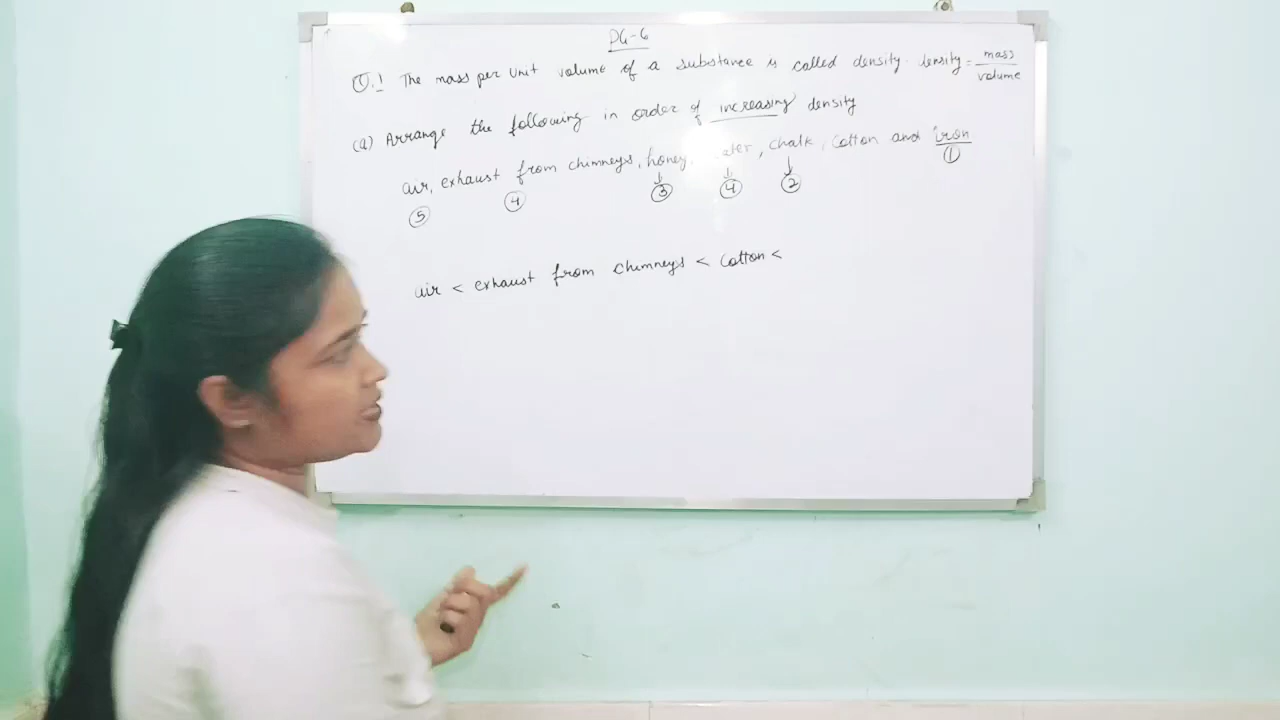 PG-6
Q.1 The mass per unit volume of a substance is called density. density = mass / volume
(a) Arrange the following in order of increasing density
air, exhaust from chimneys, honey, chalk, cotton and iron
5 4 3 4 2 1
air < exhaust from chimneys < cotton <